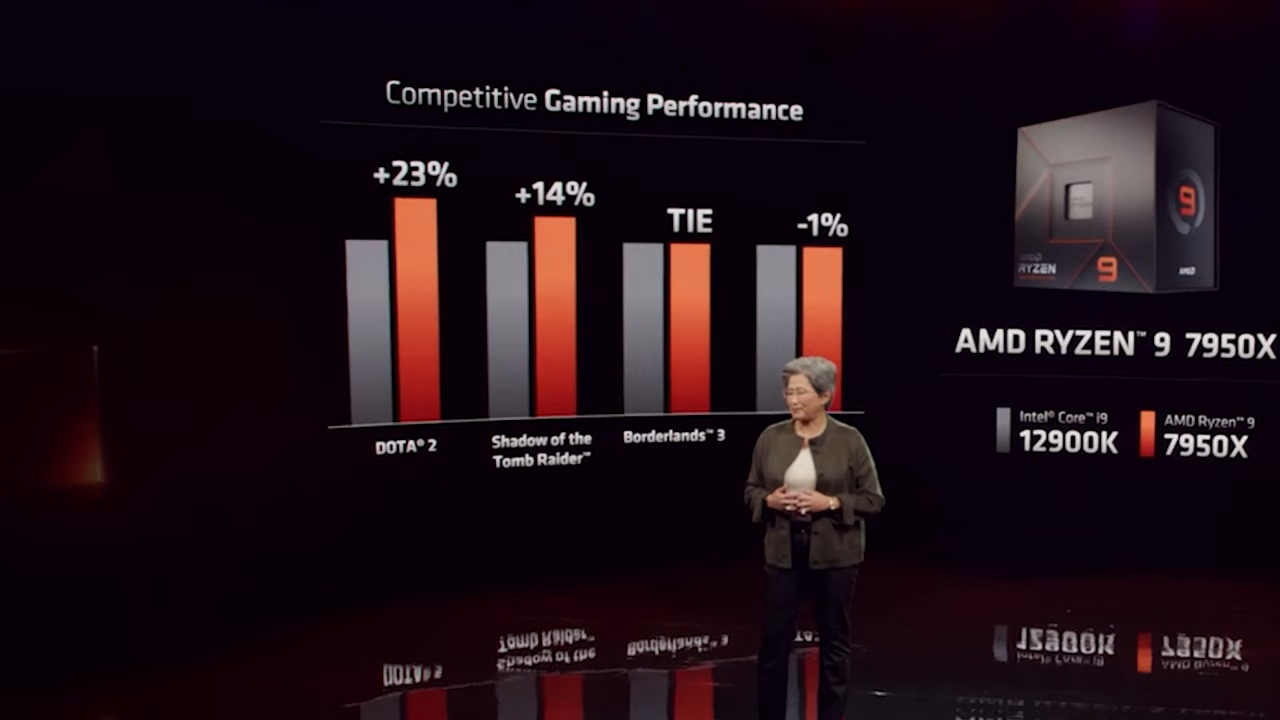 Competitive Gaming Performance
+23%
+14%
TIE
-1%
DOTA® 2
Shadow of the
Tomb Raider™
Borderlands™ 3
9
AMD
RYZEN
9
AMD
AMD RYZEN™ 9 7950X
Intel® Core™ i9
12900K
AMD Ryzen™ 9
7950X